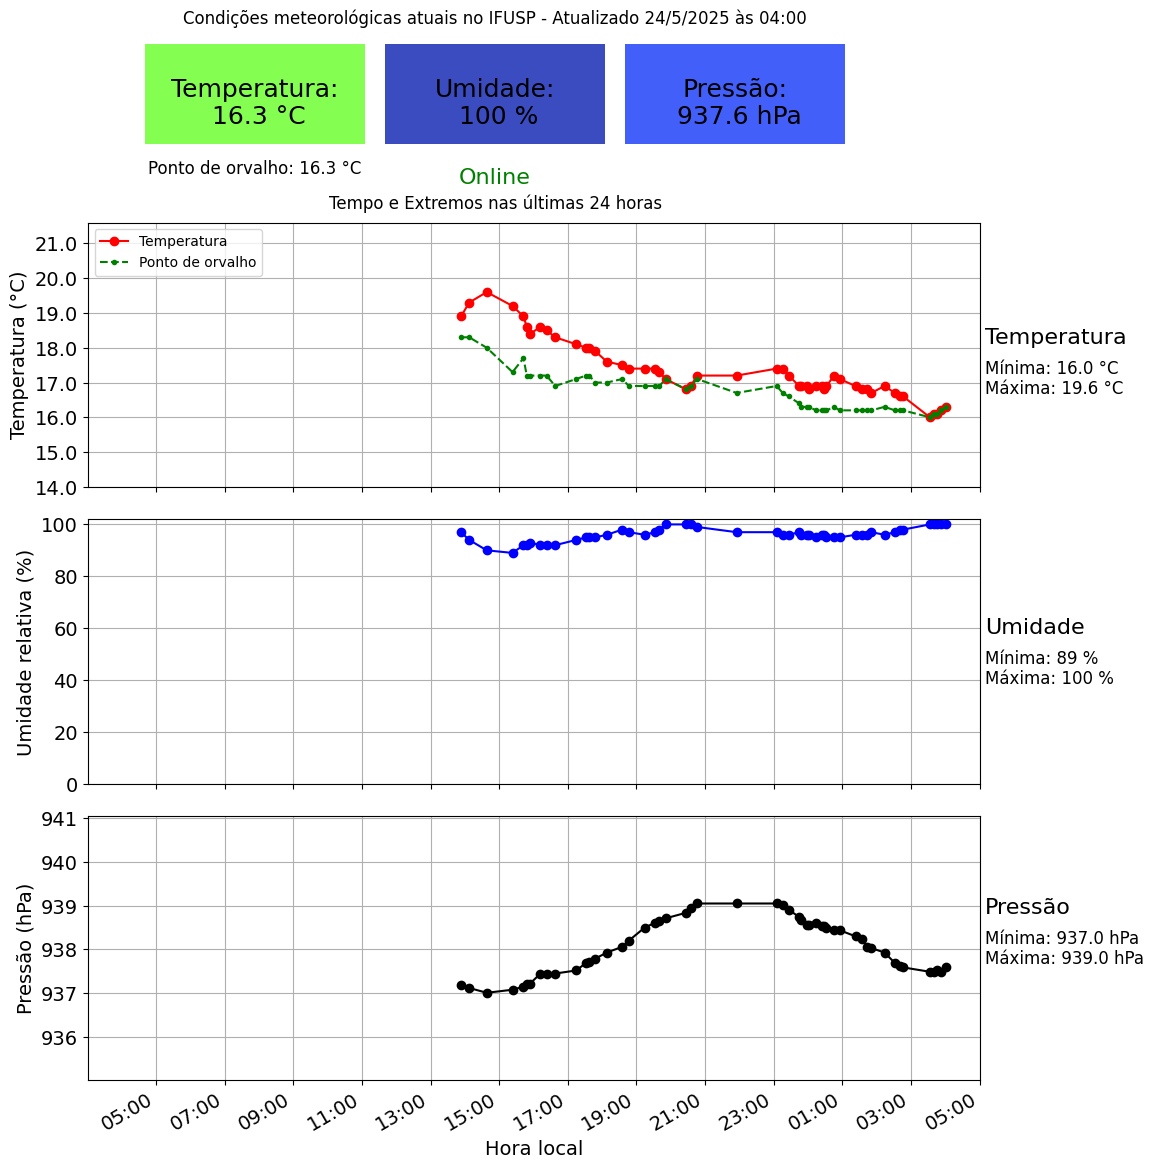 Condições meteorológicas atuais no IFUSP - Atualizado 24/5/2025 às 04:00
Temperatura:
16.3 °C
Umidade:
100 %
Pressão:
937.6 hPa
Ponto de orvalho: 16.3 °C
Online
Tempo e Extremos nas últimas 24 horas
Temperatura (°C)
21.0
20.0
19.0
18.0
17.0
16.0
15.0
14.0
Temperatura
Ponto de orvalho
Temperatura
Mínima: 16.0 °C
Máxima: 19.6 °C
Umidade relativa (%)
100
80
60
40
20
0
Umidade
Mínima: 89 %
Máxima: 100 %
Pressão (hPa)
941
940
939
938
937
936
Pressão
Mínima: 937.0 hPa
Máxima: 939.0 hPa
05:00
07:00
09:00
11:00
13:00
15:00
17:00
19:00
21:00
23:00
01:00
03:00
05:00
Hora local